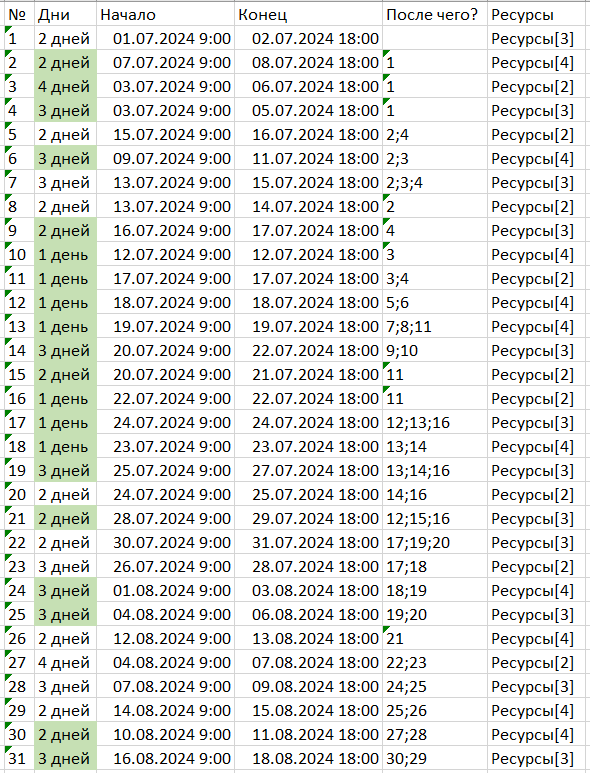 № Дни Начало Конец После чего? Ресурсы
1 2 дней 01.07.2024 9:00 02.07.2024 18:00 Ресурсы[3]
2 2 дней 07.07.2024 9:00 08.07.2024 18:00 1 Ресурсы[4]
3 4 дней 03.07.2024 9:00 06.07.2024 18:00 1 Ресурсы[2]
4 3 дней 03.07.2024 9:00 05.07.2024 18:00 1 Ресурсы[3]
5 2 дней 15.07.2024 9:00 16.07.2024 18:00 2;4 Ресурсы[2]
6 3 дней 09.07.2024 9:00 11.07.2024 18:00 2;3 Ресурсы[4]
7 3 дней 13.07.2024 9:00 15.07.2024 18:00 2;3;4 Ресурсы[3]
8 2 дней 13.07.2024 9:00 14.07.2024 18:00 2 Ресурсы[2]
9 2 дней 16.07.2024 9:00 17.07.2024 18:00 4 Ресурсы[3]
10 1 день 12.07.2024 9:00 12.07.2024 18:00 3 Ресурсы[4]
11 1 день 17.07.2024 9:00 17.07.2024 18:00 3;4 Ресурсы[2]
12 1 день 18.07.2024 9:00 18.07.2024 18:00 5;6 Ресурсы[4]
13 1 день 19.07.2024 9:00 19.07.2024 18:00 7;8;11 Ресурсы[4]
14 3 дней 20.07.2024 9:00 22.07.2024 18:00 9;10 Ресурсы[3]
15 2 дней 20.07.2024 9:00 21.07.2024 18:00 11 Ресурсы[2]
16 1 день 22.07.2024 9:00 22.07.2024 18:00 11 Ресурсы[2]
17 1 день 24.07.2024 9:00 24.07.2024 18:00 12;13;16 Ресурсы[3]
18 1 день 23.07.2024 9:00 23.07.2024 18:00 13;14 Ресурсы[4]
19 3 дней 25.07.2024 9:00 27.07.2024 18:00 13;14;16 Ресурсы[3]
20 2 дней 24.07.2024 9:00 25.07.2024 18:00 14;16 Ресурсы[2]
21 2 дней 28.07.2024 9:00 29.07.2024 18:00 12;15;16 Ресурсы[3]
22 2 дней 30.07.2024 9:00 31.07.2024 18:00 17;19;20 Ресурсы[3]
23 3 дней 26.07.2024 9:00 28.07.2024 18:00 17;18 Ресурсы[2]
24 3 дней 01.08.2024 9:00 03.08.2024 18:00 18;19 Ресурсы[4]
25 3 дней 04.08.2024 9:00 06.08.2024 18:00 19;20 Ресурсы[3]
26 2 дней 12.08.2024 9:00 13.08.2024 18:00 21 Ресурсы[4]
27 4 дней 04.08.2024 9:00 07.08.2024 18:00 22;23 Ресурсы[2]
28 3 дней 07.08.2024 9:00 09.08.2024 18:00 24;25 Ресурсы[3]
29 2 дней 14.08.2024 9:00 15.08.2024 18:00 25;26 Ресурсы[4]
30 2 дней 10.08.2024 9:00 11.08.2024 18:00 27;28 Ресурсы[4]
31 3 дней 16.08.2024 9:00 18.08.2024 18:00 30;29 Ресурсы[3]